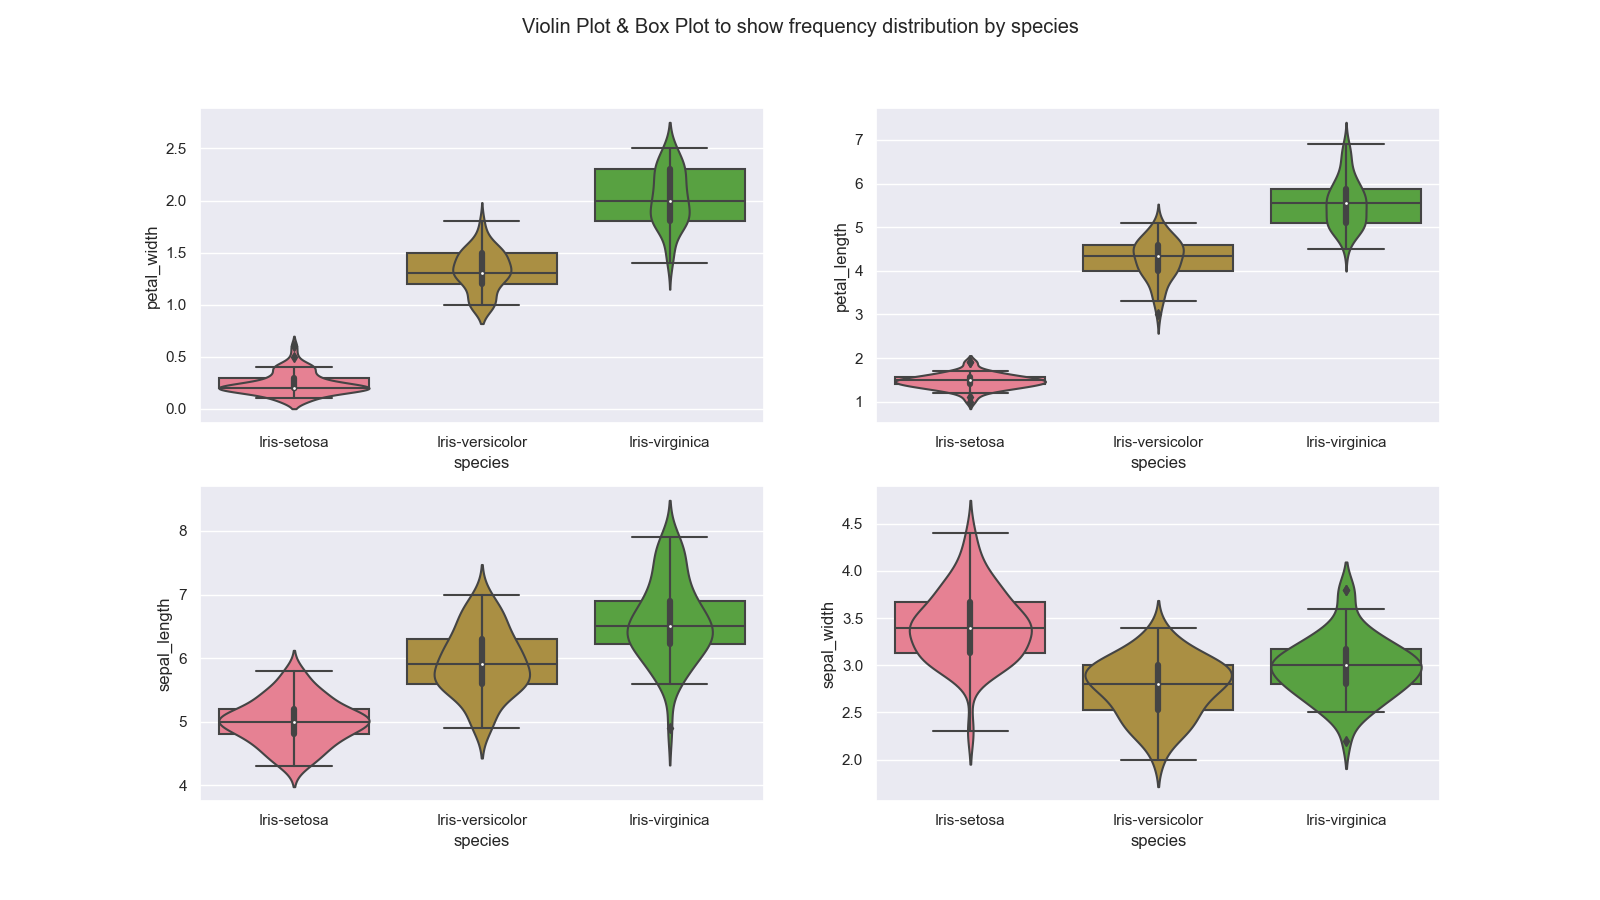 Violin Plot & Box Plot to show frequency distribution by species
petal_width
2.5
2.0
1.5
1.0
0.5
0.0
Iris-setosa Iris-versicolor Iris-virginica
species
petal_length
7
6
5
4
3
2
1
Iris-setosa Iris-versicolor Iris-virginica
species
sepal_length
8
7
6
5
4
Iris-setosa Iris-versicolor Iris-virginica
species
sepal_width
4.5
4.0
3.5
3.0
2.5
2.0
Iris-setosa Iris-versicolor Iris-virginica
species